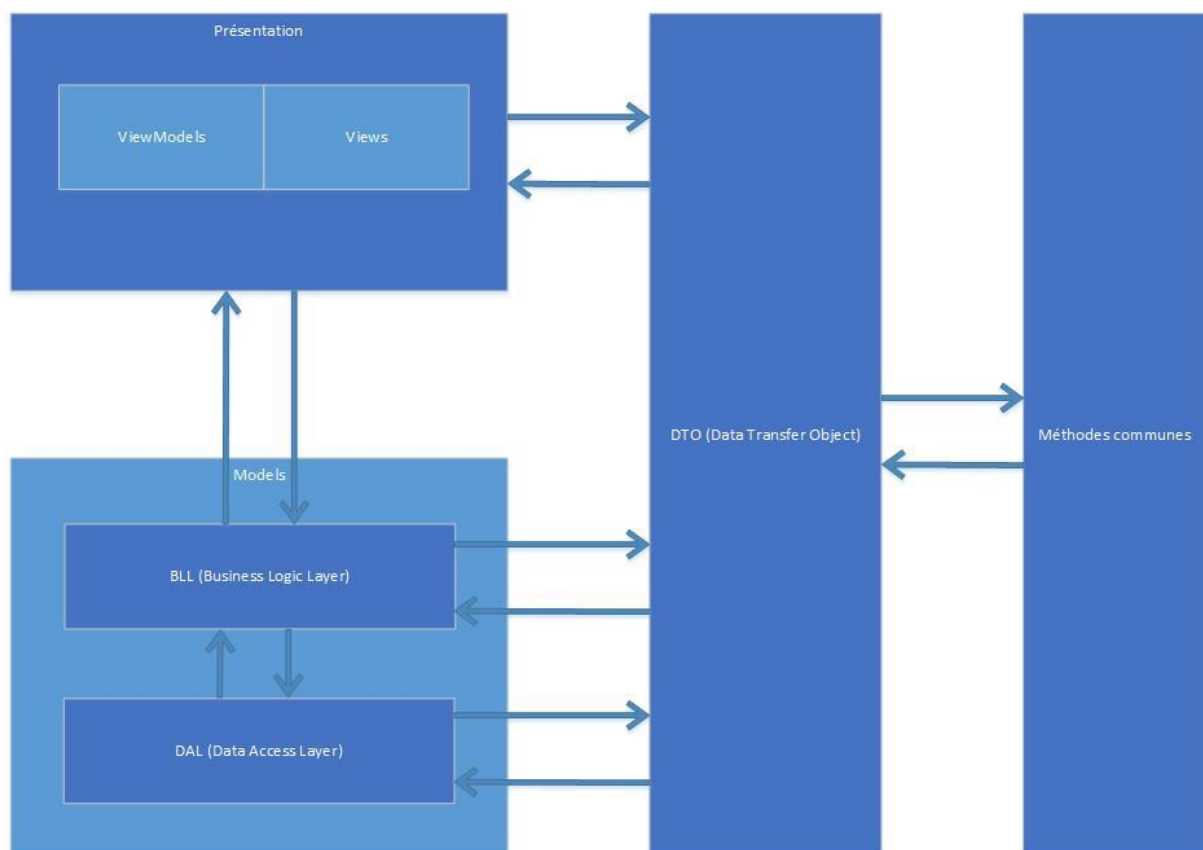 Présentation
ViewModels
Views
DTO (Data Transfer Object)
Méthodes communes
Models
BLL (Business Logic Layer)
DAL (Data Access Layer)